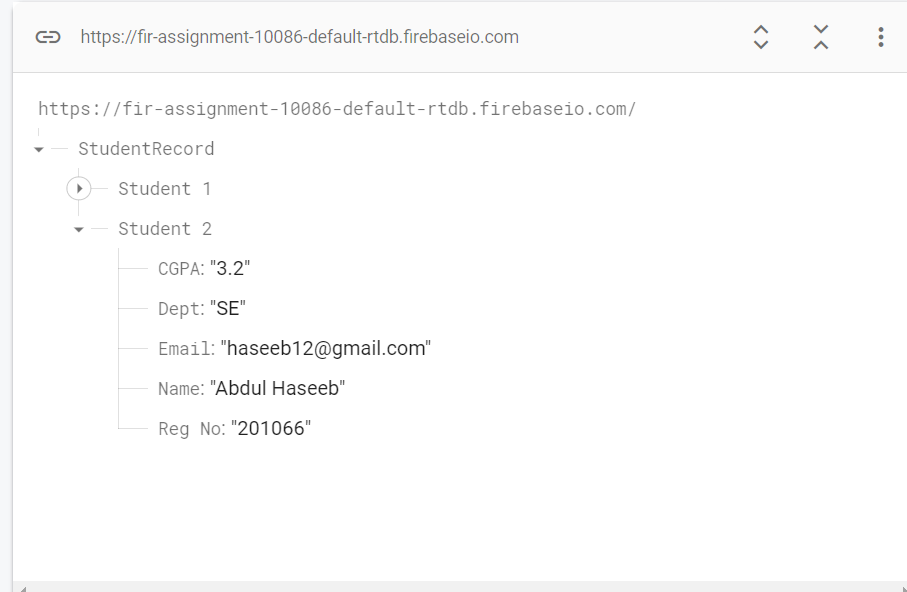 https://fir-assignment-10086-default-rtdb.firebaseio.com
https://fir-assignment-10086-default-rtdb.firebaseio.com/
StudentRecord
Student 1
Student 2
CGPA: "3.2"
Dept: "SE"
Email: "haseeb12@gmail.com"
Name: "Abdul Haseeb"
Reg No: "201066"